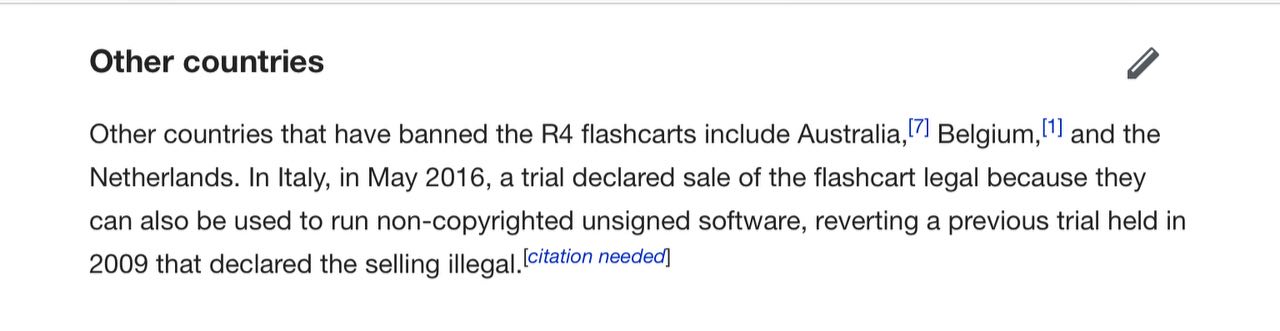 Other countries
Other countries that have banned the R4 flashcarts include Australia,[7] Belgium,[1] and the
Netherlands. In Italy, in May 2016, a trial declared sale of the flashcart legal because they
can also be used to run non-copyrighted unsigned software, reverting a previous trial held in
2009 that declared the selling illegal.[citation needed]